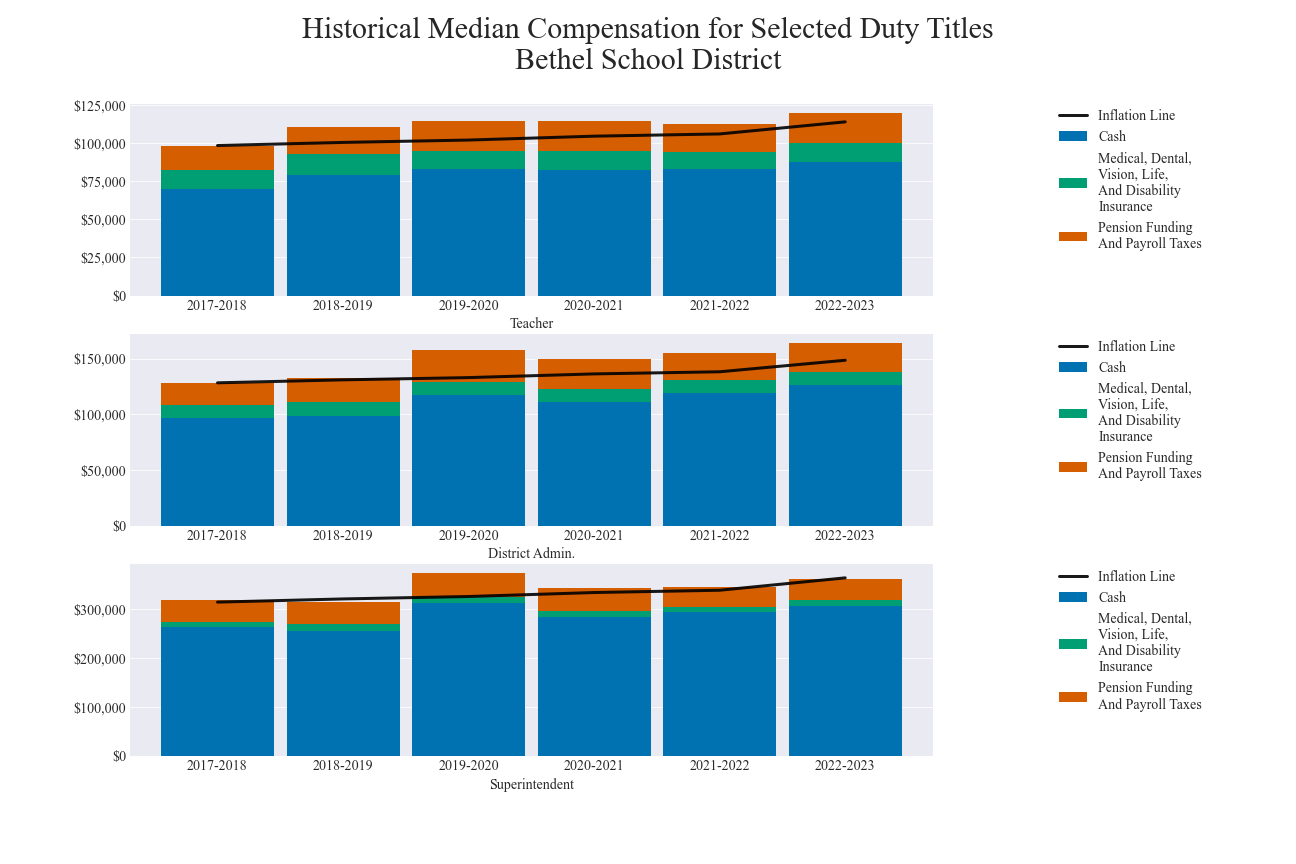 Historical Median Compensation for Selected Duty Titles
Bethel School District
$125,000
$100,000
$75,000
$50,000
$25,000
$0
2017-2018
2018-2019
2019-2020
2020-2021
2021-2022
2022-2023
Teacher
Inflation Line
Cash
Medical, Dental,
Vision, Life,
And Disability
Insurance
Pension Funding
And Payroll Taxes
$150,000
$100,000
$50,000
$0
2017-2018
2018-2019
2019-2020
2020-2021
2021-2022
2022-2023
District Admin.
Inflation Line
Cash
Medical, Dental,
Vision, Life,
And Disability
Insurance
Pension Funding
And Payroll Taxes
$300,000
$200,000
$100,000
$0
2017-2018
2018-2019
2019-2020
2020-2021
2021-2022
2022-2023
Superintendent
Inflation Line
Cash
Medical, Dental,
Vision, Life,
And Disability
Insurance
Pension Funding
And Payroll Taxes